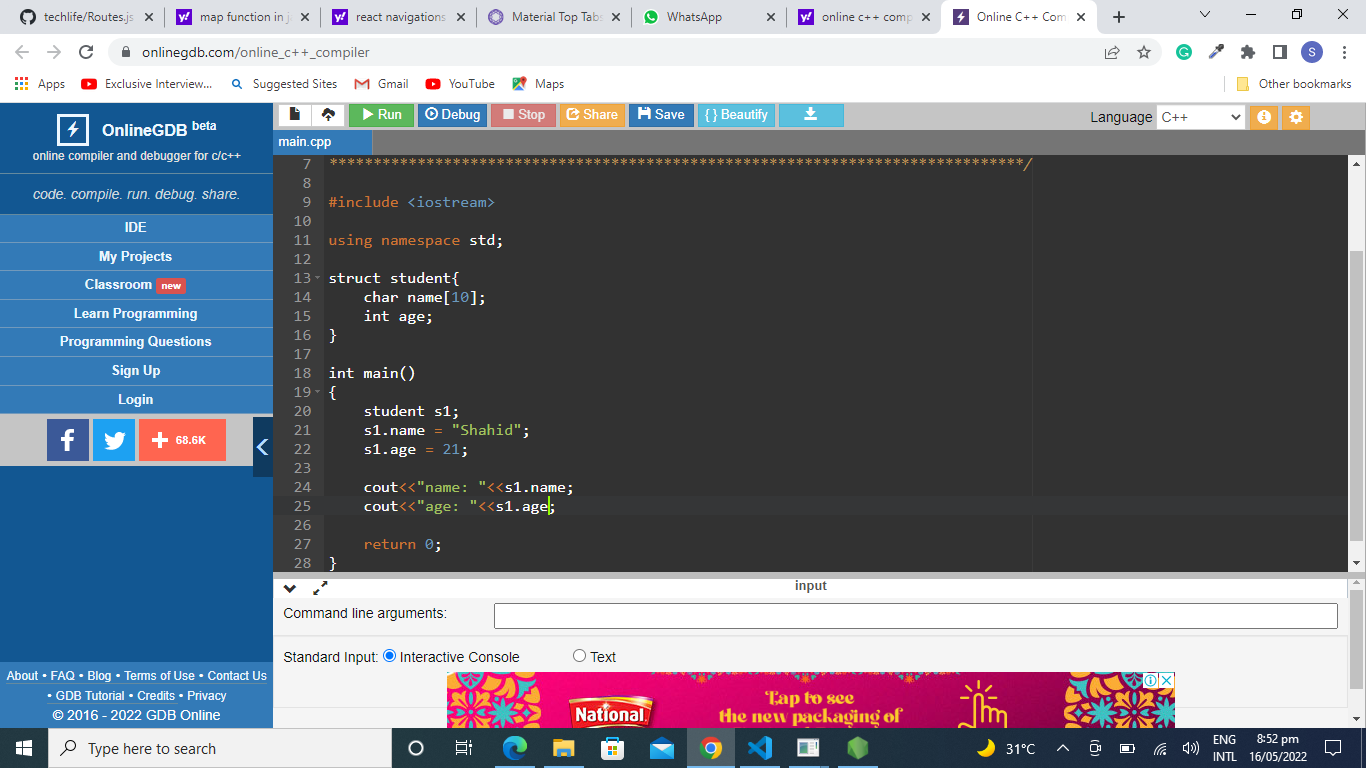 techlife/Routes.js
map function in j
react navigations
Material Top Tabs
WhatsApp
online c++ comp
Online C++ Com
onlinegdb.com/online_c++_compiler
S
Apps
Exclusive Interview...
Suggested Sites
Gmail
YouTube
Maps
Other bookmarks
OnlineGDB beta
online compiler and debugger for c/c++
code. compile. run. debug. share.
IDE
My Projects
Classroom new
Learn Programming
Programming Questions
Sign Up
Login
68.6K
About • FAQ • Blog • Terms of Use • Contact Us
• GDB Tutorial • Credits • Privacy
© 2016 - 2022 GDB Online
Run
Debug
Stop
Share
Save
{ } Beautify
Language C++
main.cpp
7 *******************************************************************************/
8
9 #include <iostream>
10
11 using namespace std;
12
13 struct student{
14 char name[10];
15 int age;
16 }
17
18 int main()
19 {
20 student s1;
21 s1.name = "Shahid";
22 s1.age = 21;
23
24 cout<<"name: "<<s1.name;
25 cout<<"age: "<<s1.age;
26
27 return 0;
28 }
input
Command line arguments:
Standard Input: Interactive Console Text
National
Tap to see
the new packaging of
Type here to search
31°C
ENG
INTL
8:52 pm
16/05/2022